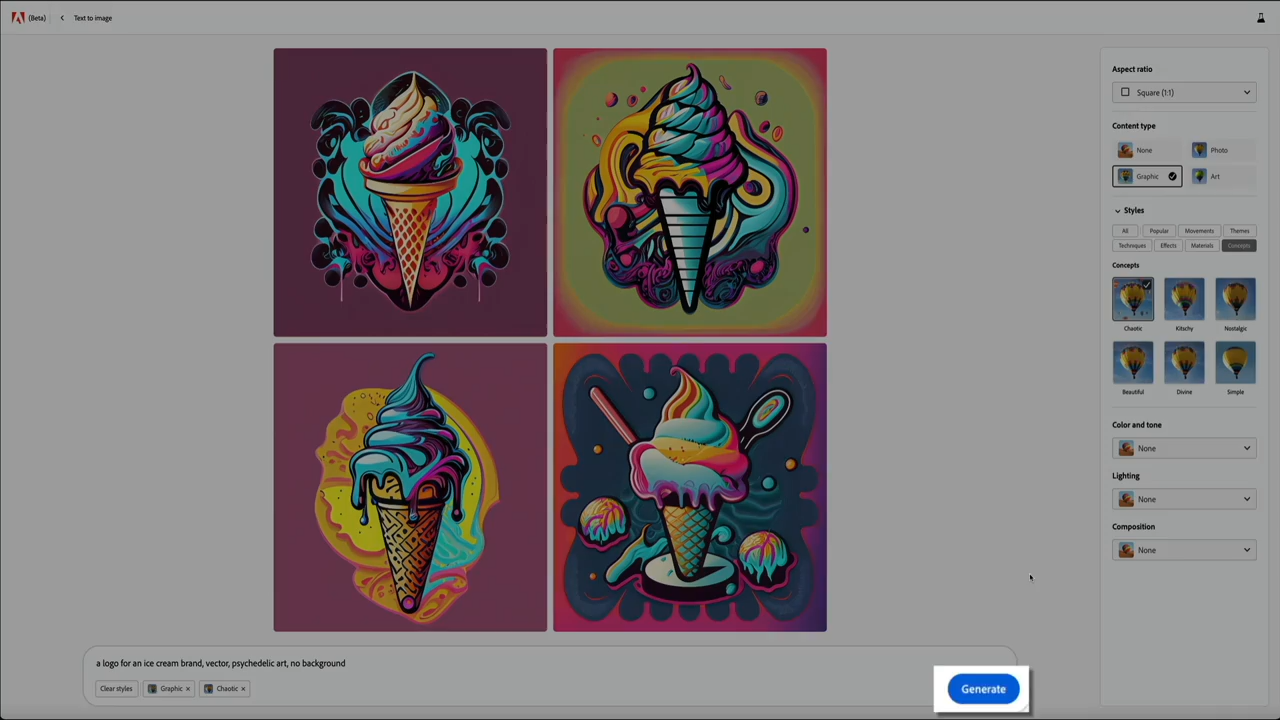 (Beta) Text to image
Aspect ratio
Square (1:1)
Content type
None Photo
Graphic Art
Styles
All Popular Movements Themes
Techniques Effects Materials Concepts
Concepts
Chaotic Kitschy Nostalgic
Beautiful Divine Simple
Color and tone
None
Lighting
None
Composition
None
a logo for an ice cream brand, vector, psychedelic art, no background
Clear styles Graphic × Chaotic ×
Generate